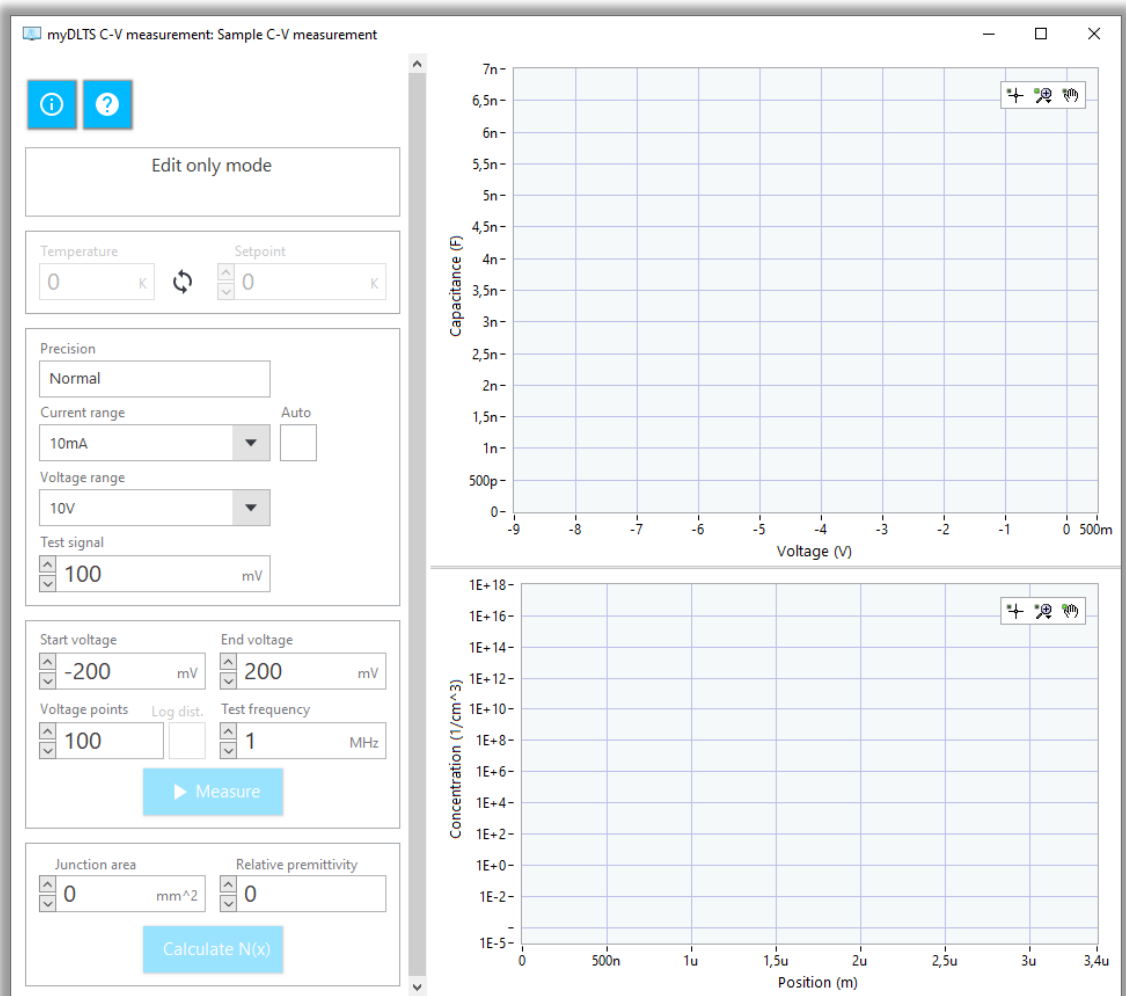 myDLTS C-V measurement: Sample C-V measurement
Edit only mode
Temperature Setpoint
0 K 0 K
Precision
Normal
Current range Auto
10mA
Voltage range
10V
Test signal
100 mV
Start voltage End voltage
-200 mV 200 mV
Voltage points Log dist. Test frequency
100 1 MHz
Measure
Junction area Relative premittivity
0 mm^2 0
Calculate N(x)
Capacitance (F)
7n
6,5n
6n
5,5n
5n
4,5n
4n
3,5n
3n
2,5n
2n
1,5n
1n
500p
0
-9 -8 -7 -6 -5 -4 -3 -2 -1 0 500m
Voltage (V)
Concentration (1/cm^3)
1E+18
1E+16
1E+14
1E+12
1E+10
1E+8
1E+6
1E+4
1E+2
1E+0
1E-2
1E-5
0 500n 1u 1,5u 2u 2,5u 3u 3,4u
Position (m)